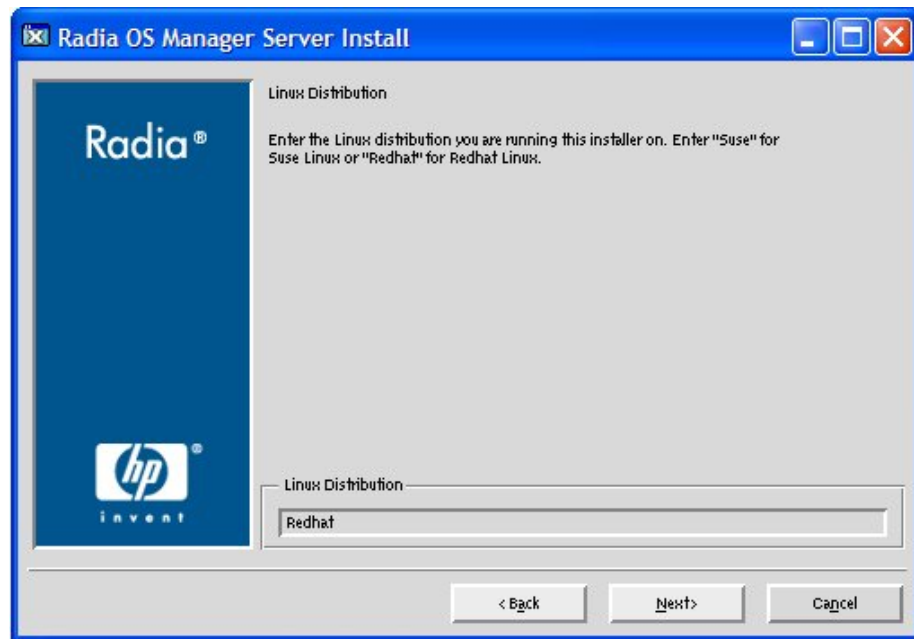 Radia OS Manager Server Install
Radia®
Linux Distribution
Enter the Linux distribution you are running this installer on. Enter "Suse" for
Suse Linux or "Redhat" for Redhat Linux.
hp®
invent
Linux Distribution
Redhat
< Back
Next>
Cancel